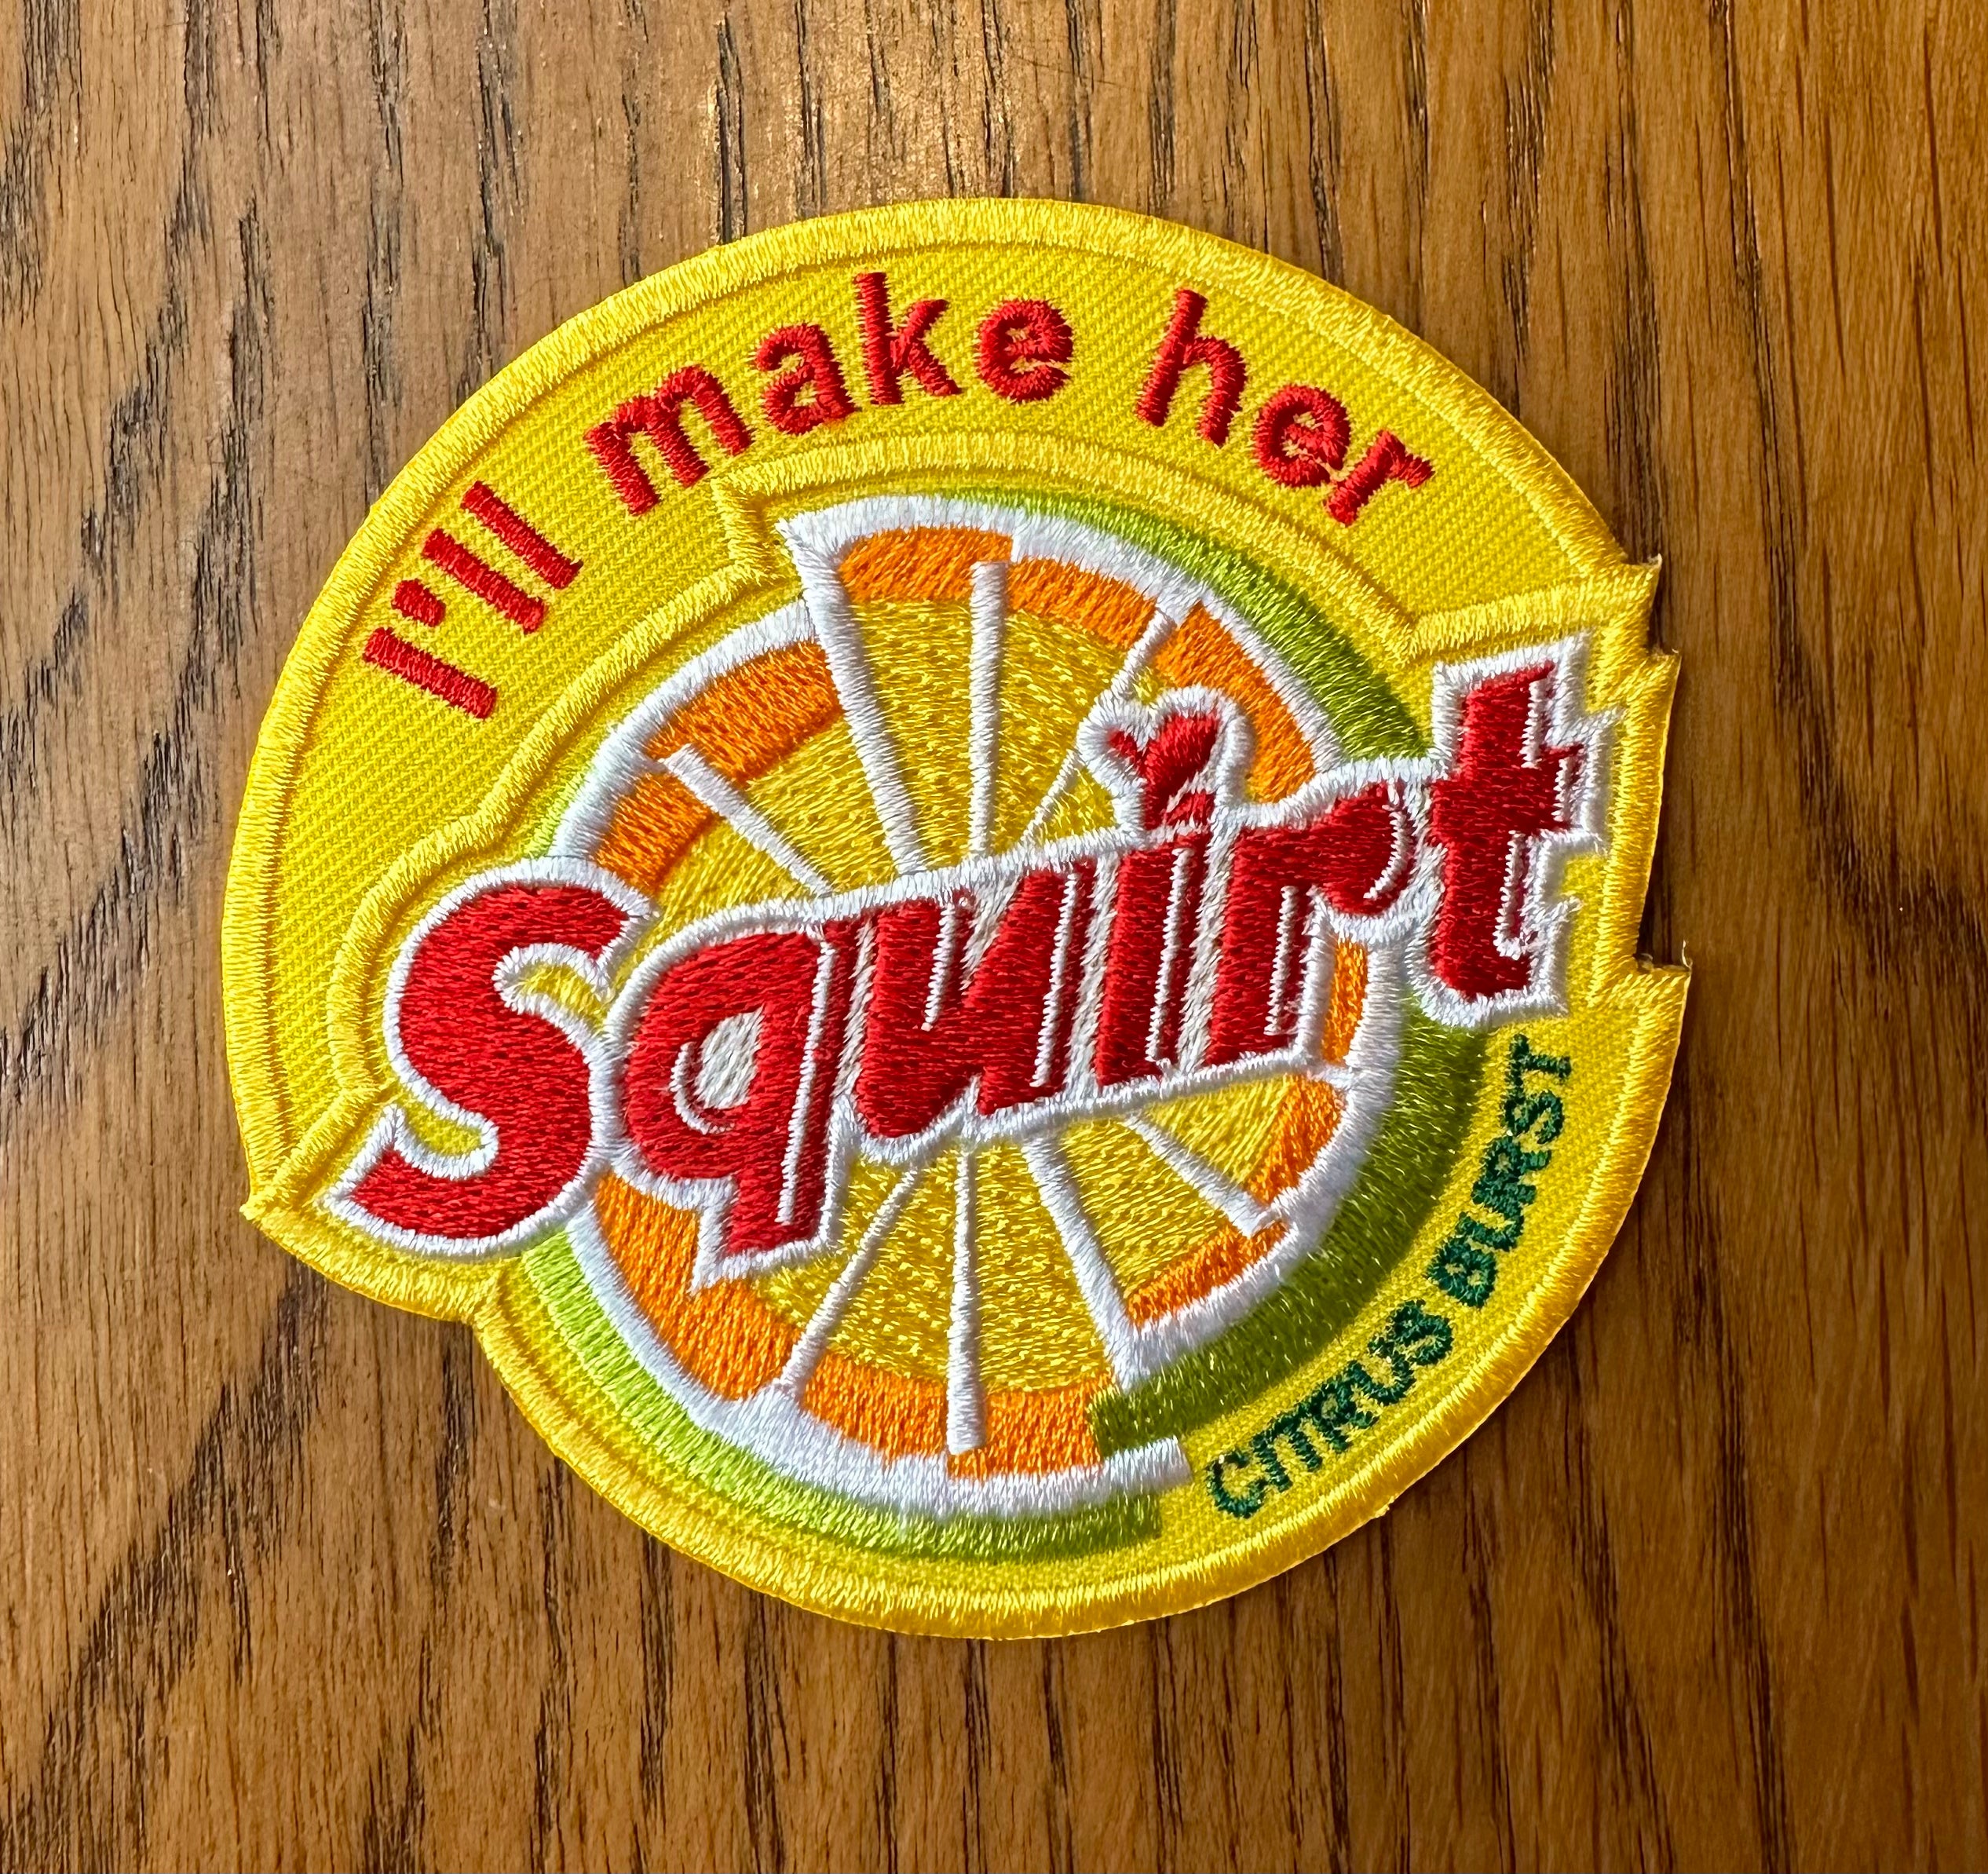 I'll make her
Squirt
CITRUS BURST